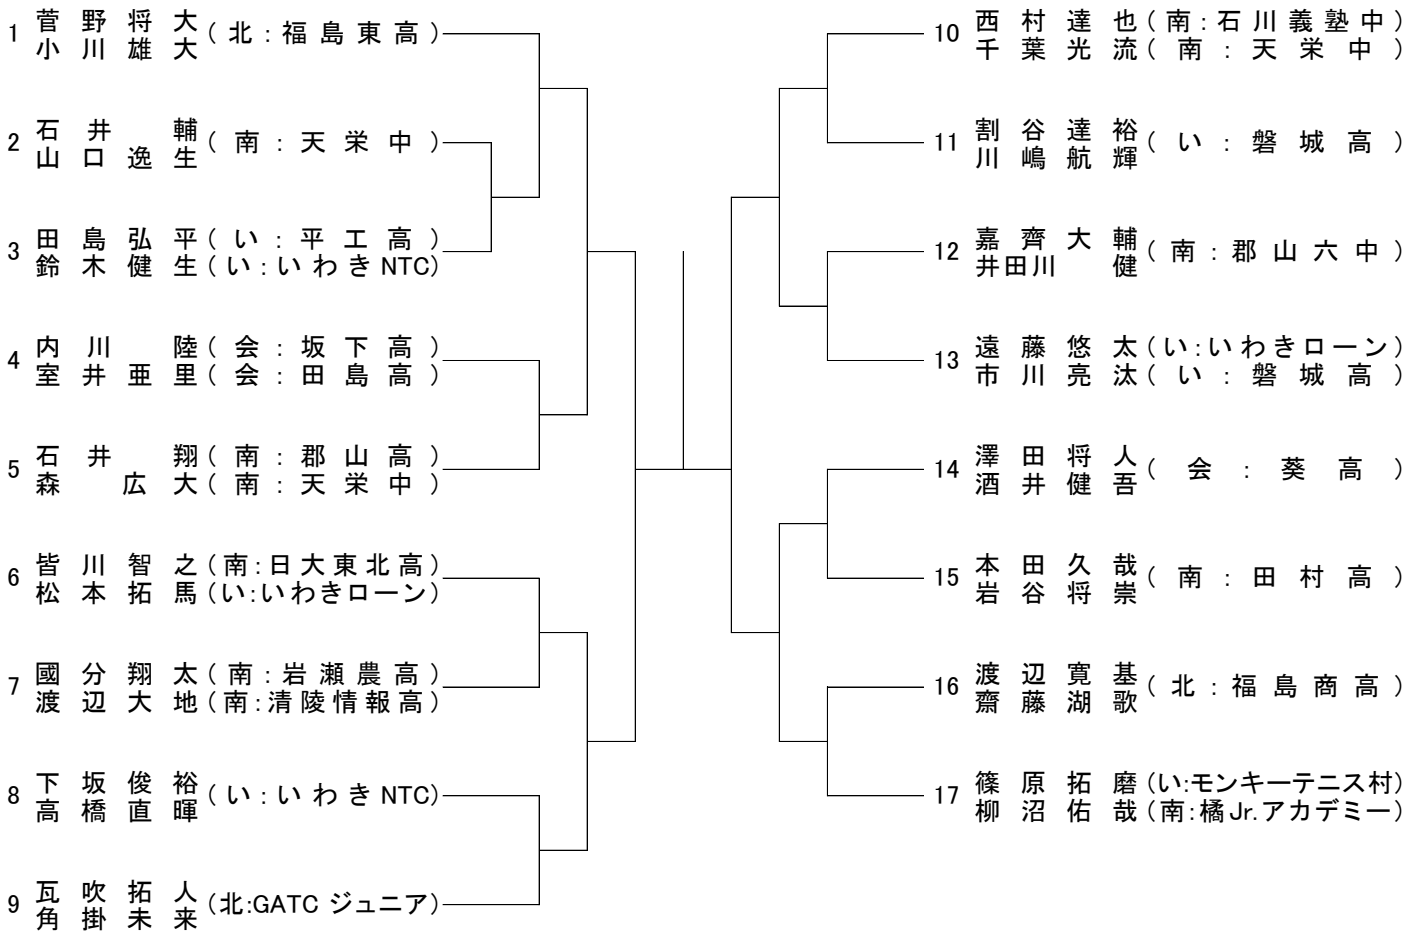 1 菅野将大 (北:福島東高)
小川雄大
2 石井輔 (南:天栄中)
山口逸生
3 田島弘平 (い:平工高)
鈴木健生 (い:いわきNTC)
4 内川陸 (会:坂下高)
室井亜里 (会:田島高)
5 石井翔 (南:郡山高)
森広大 (南:天栄中)
6 皆川智之 (南:日大東北高)
松本拓馬 (い:いわきローン)
7 國分翔太 (南:岩瀬農高)
渡辺大地 (南:清陵情報高)
8 下坂俊裕 (い:いわきNTC)
高橋直暉
9 瓦吹拓人 (北:GATCジュニア)
角掛未来
10 西村達也 (南:石川義塾中)
千葉光流 (南:天栄中)
11 割谷達裕 (い:磐城高)
川嶋航輝
12 嘉齊大輔 (南:郡山六中)
井田川健
13 遠藤悠太 (い:いわきローン)
市川亮汰 (い:磐城高)
14 澤田将人 (会:葵高)
酒井健吾
15 本田久哉 (南:田村高)
岩谷将崇
16 渡辺寛基 (北:福島商高)
齋藤湖歌
17 篠原拓磨 (い:モンキーテニス村)
柳沼佑哉 (南:橘Jr.アカデミー)